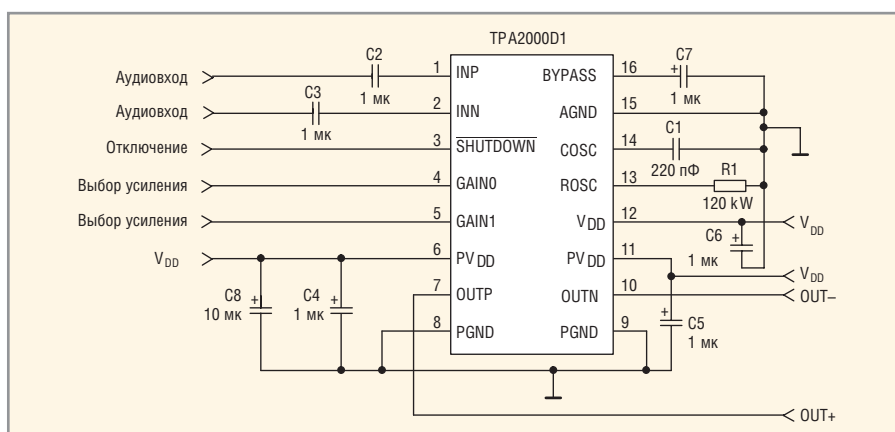 TPA2000D1
Аудиовход
C2
1 мк
1
INP
Аудиовход
C3
1 мк
2
INN
Отключение
3
SHUTDOWN
Выбор усиления
4
GAIN0
Выбор усиления
5
GAIN1
VDD
6
PVDD
C8
10 мк
C4
1 мк
7
OUTP
8
PGND
BYPASS
16
+
C7
1 мк
AGND
15
COSC
14
C1
220 пФ
ROSC
13
R1
120 kW
VDD
12
C6
+
1 мк
VDD
PVDD
11
VDD
OUTN
10
OUT–
PGND
9
+
C5
1 мк
+
+
OUT+